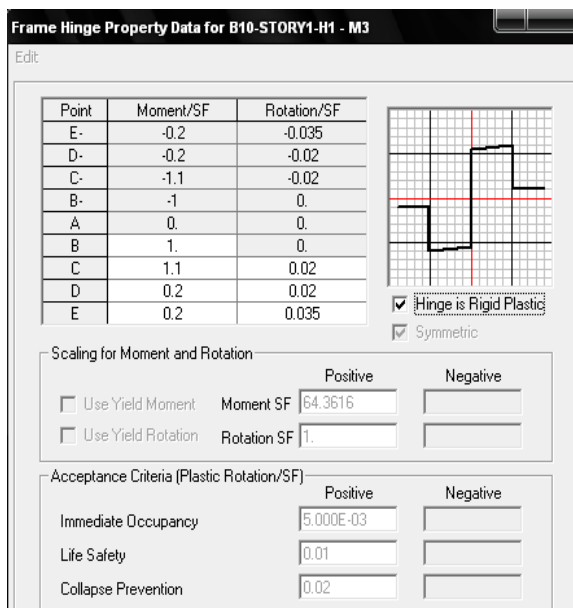 Frame Hinge Property Data for B10-STORY1-H1 - M3
Edit
Point Moment/SF Rotation/SF
E- -0.2 -0.035
D- -0.2 -0.02
C- -1.1 -0.02
B- -1 0.
A 0. 0.
B 1. 0.
C 1.1 0.02
D 0.2 0.02
E 0.2 0.035
Hinge is Rigid Plastic
Symmetric
Scaling for Moment and Rotation
Positive Negative
Use Yield Moment Moment SF 64.3616
Use Yield Rotation Rotation SF 1.
Acceptance Criteria (Plastic Rotation/SF)
Positive Negative
Immediate Occupancy 5.000E-03
Life Safety 0.01
Collapse Prevention 0.02